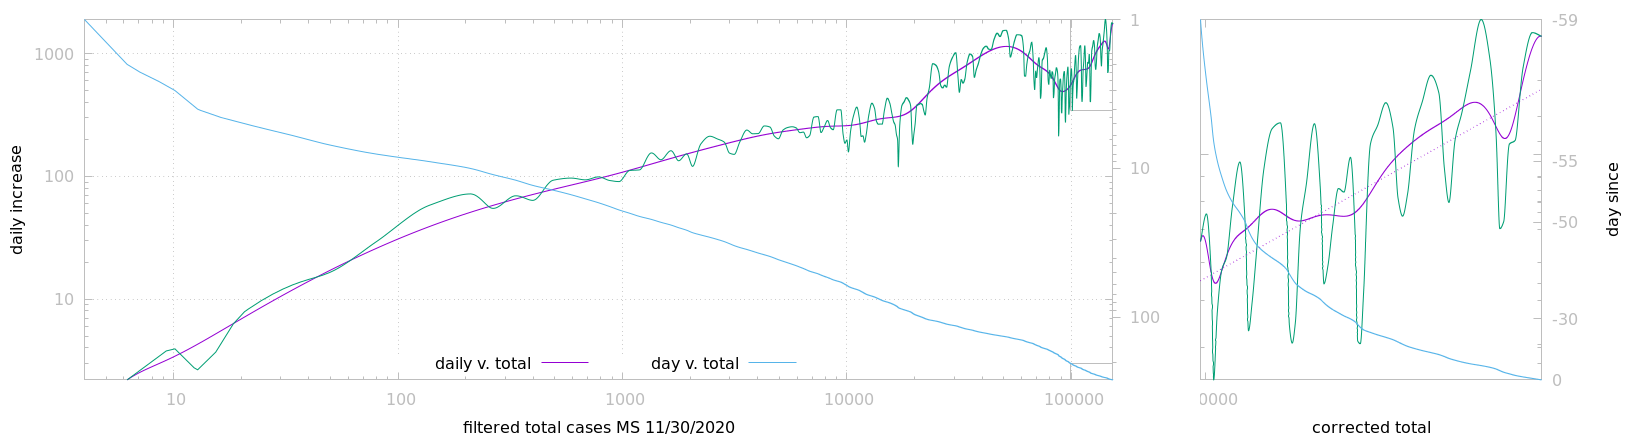 1000
100
10
daily increase
daily v. total
day v. total
10
100
1000
10000
100000
filtered total cases MS 11/30/2020
1
10
100
-59
-55
-50
-30
0
day since
0000
corrected total